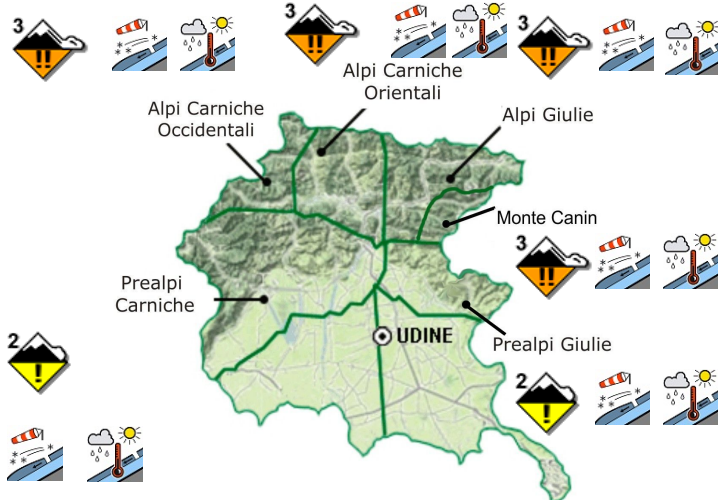 3
!!
3
!!
3
!!
Alpi Carniche
Orientali
Alpi Carniche
Occidentali
Alpi Giulie
Monte Canin
3
!!
Prealpi
Carniche
UDINE
Prealpi Giulie
2
!
2
!